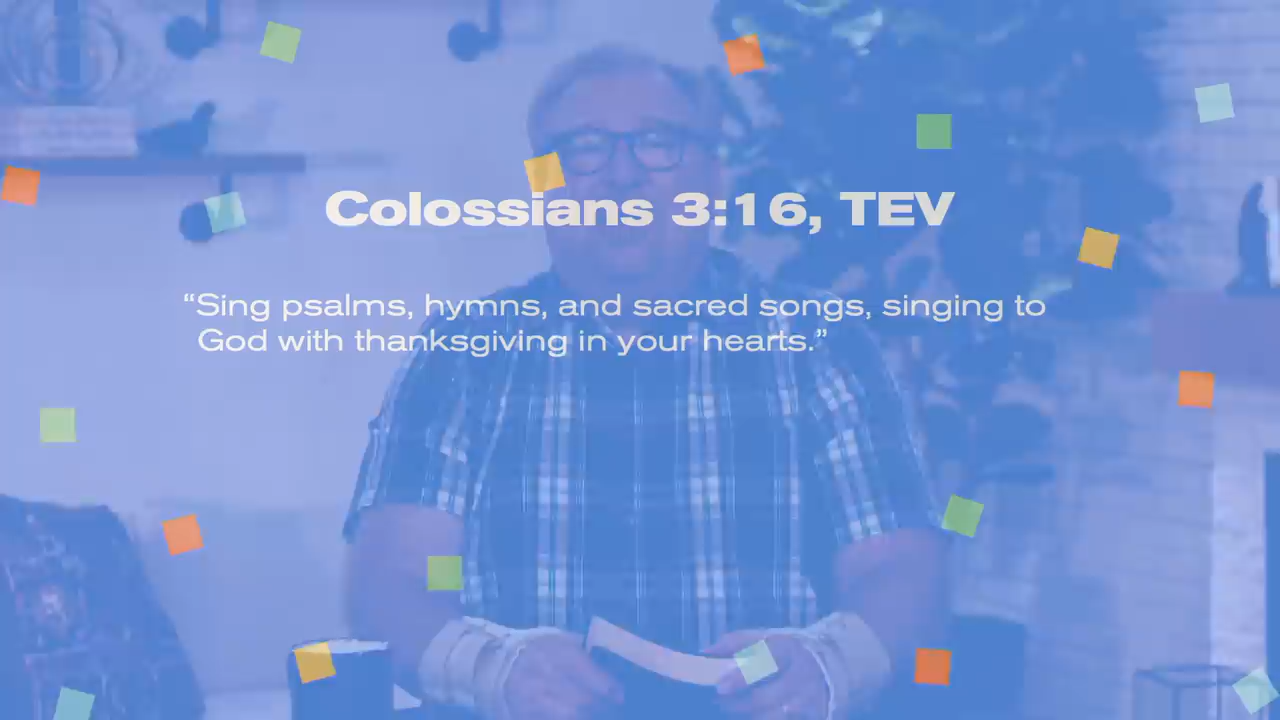 Colossians 3:16, TEV
“Sing psalms, hymns, and sacred songs, singing to
God with thanksgiving in your hearts.”